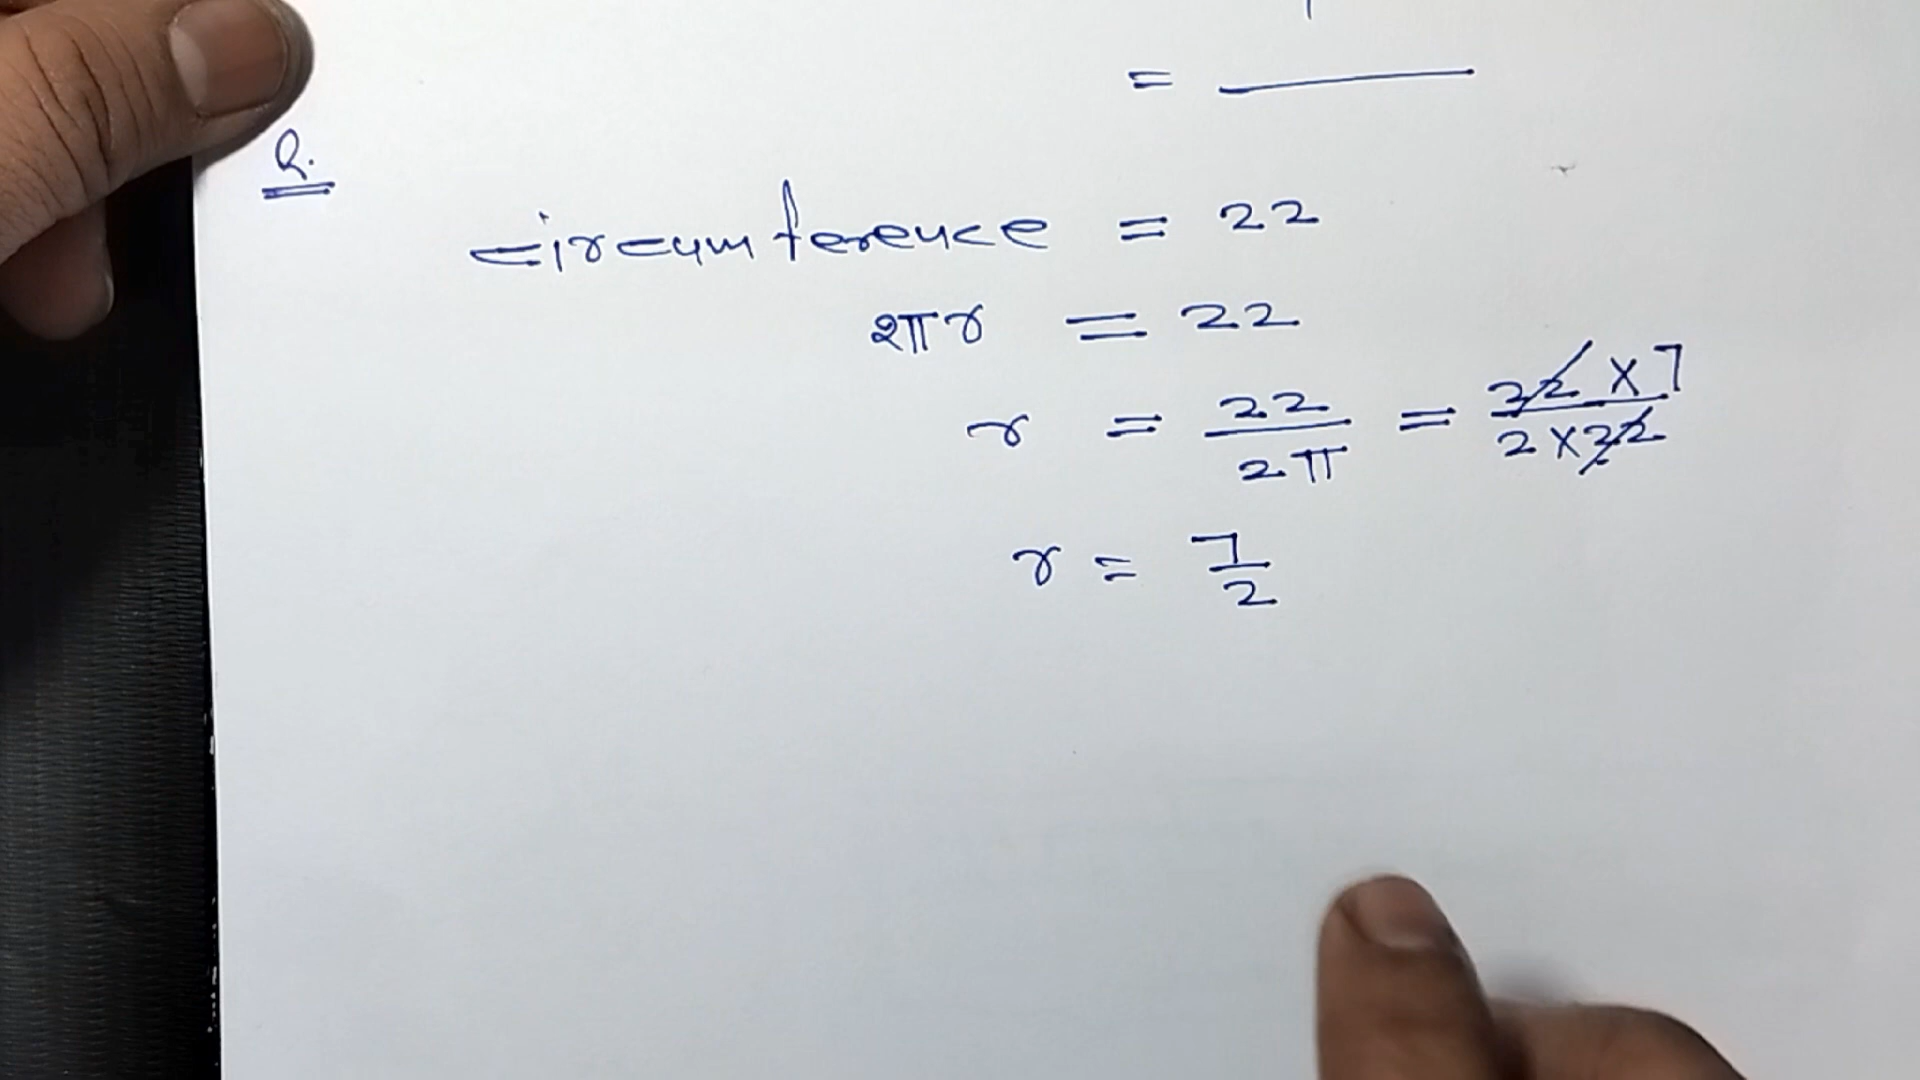 = 
Q.
circumference = 22
2πr = 22
r = 22/2π = 22 x 7/2 x 22
r = 7/2